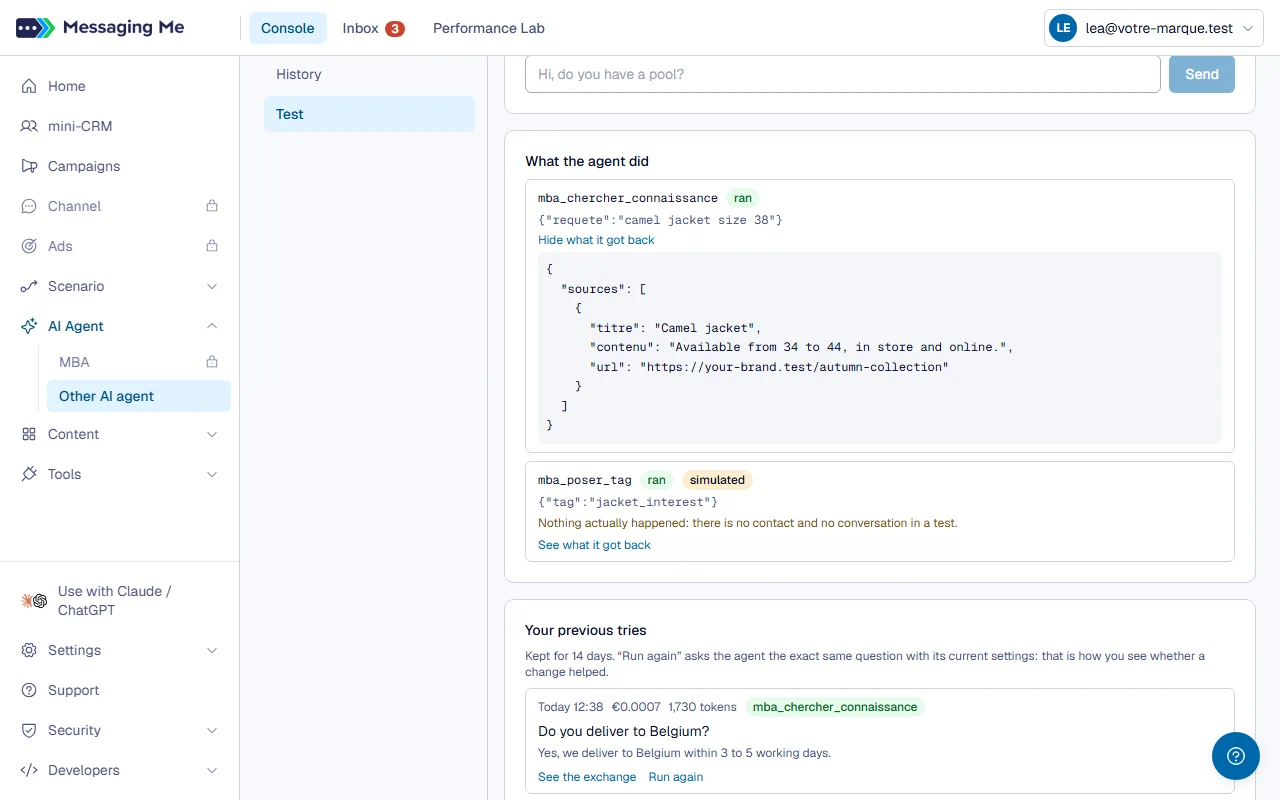 Messaging Me
Console
Inbox 3
Performance Lab
LE lea@votre-marque.test
Home
mini-CRM
Campaigns
Channel
Ads
Scenario
AI Agent
MBA
Other AI agent
Content
Tools
Use with Claude /
ChatGPT
Settings
Support
Security
Developers
History
Test
Hi, do you have a pool?
Send
What the agent did
mba_chercher_connaissance ran
{"requete":"camel jacket size 38"}
Hide what it got back
{
"sources": [
{
"titre": "Camel jacket",
"contenu": "Available from 34 to 44, in store and online.",
"url": "https://your-brand.test/autumn-collection"
}
]
}
mba_poser_tag ran simulated
{"tag":"jacket_interest"}
Nothing actually happened: there is no contact and no conversation in a test.
See what it got back
Your previous tries
Kept for 14 days. “Run again” asks the agent the exact same question with its current settings: that is how you see whether a
change helped.
Today 12:38 €0.0007 1,730 tokens mba_chercher_connaissance
Do you deliver to Belgium?
Yes, we deliver to Belgium within 3 to 5 working days.
See the exchange Run again